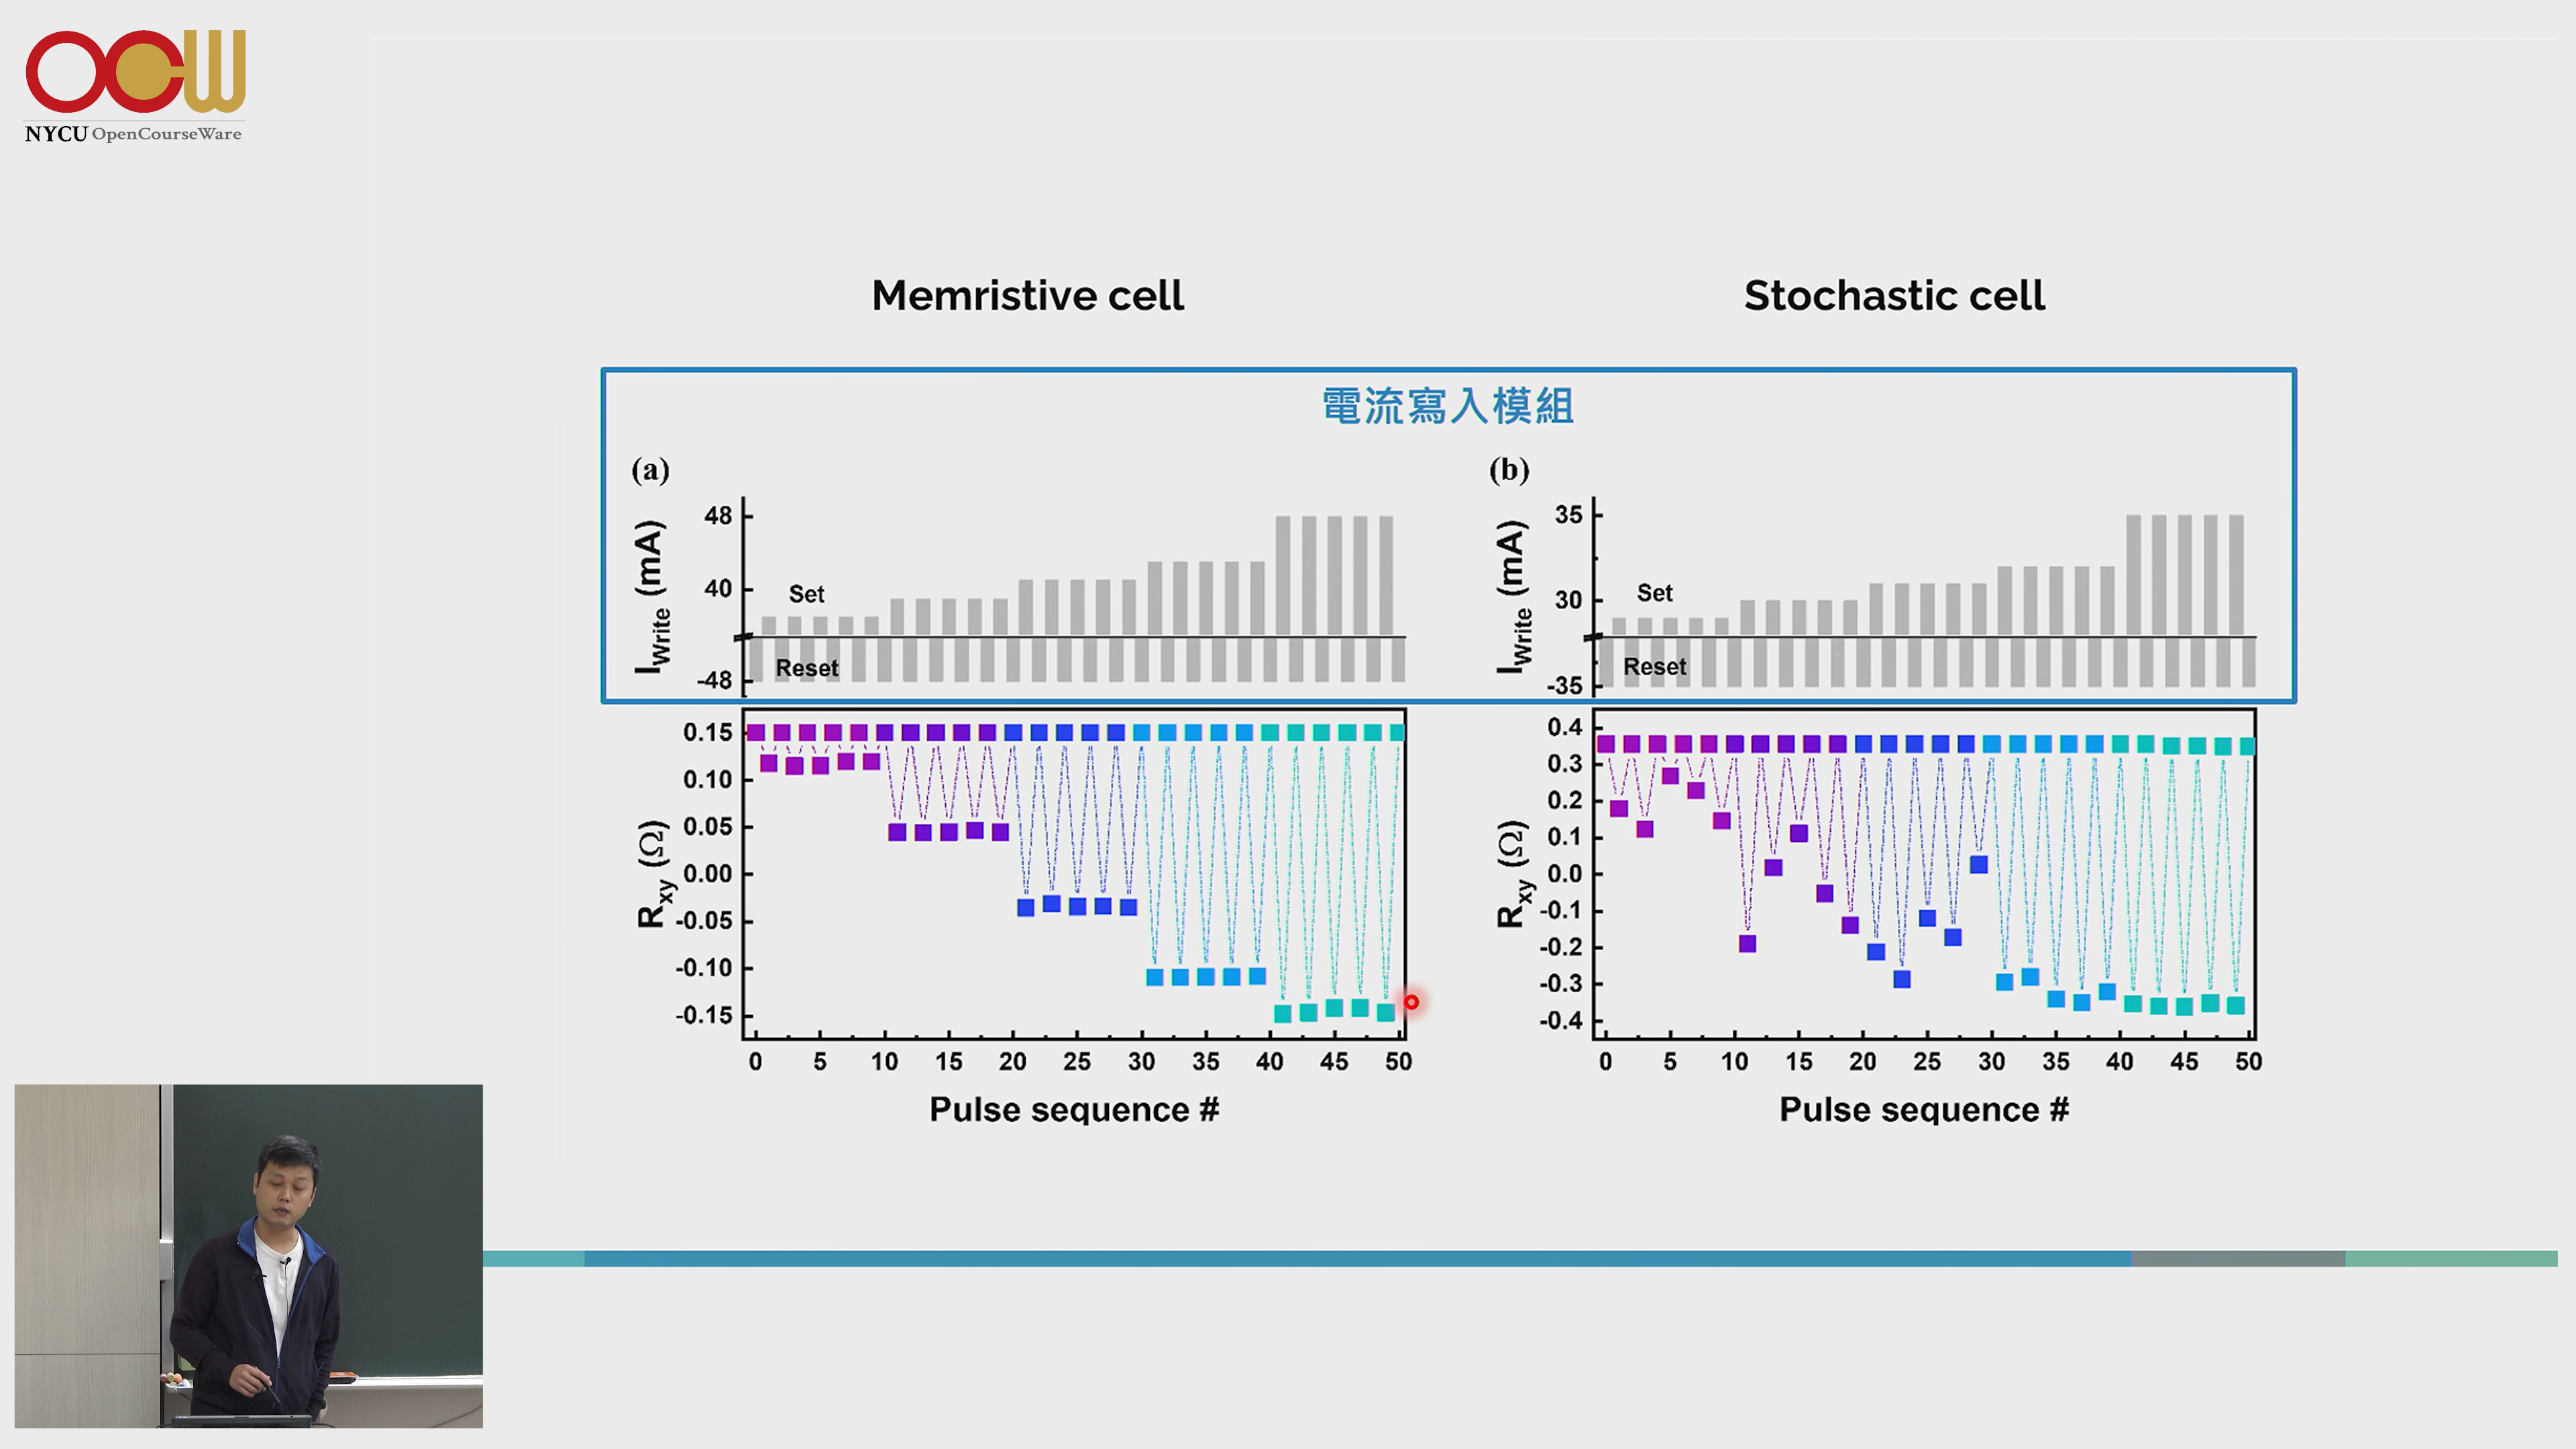 OCW
NYCU OpenCourseWare
Memristive cell
Stochastic cell
電流寫入模組
(a)
I Write (mA)
48
40
-48
Set
Reset
(b)
I Write (mA)
35
30
-35
Set
Reset
Rxy (Ω)
0.15
0.10
0.05
0.00
-0.05
-0.10
-0.15
0 5 10 15 20 25 30 35 40 45 50
Pulse sequence #
Rxy (Ω)
0.4
0.3
0.2
0.1
0.0
-0.1
-0.2
-0.3
-0.4
0 5 10 15 20 25 30 35 40 45 50
Pulse sequence #